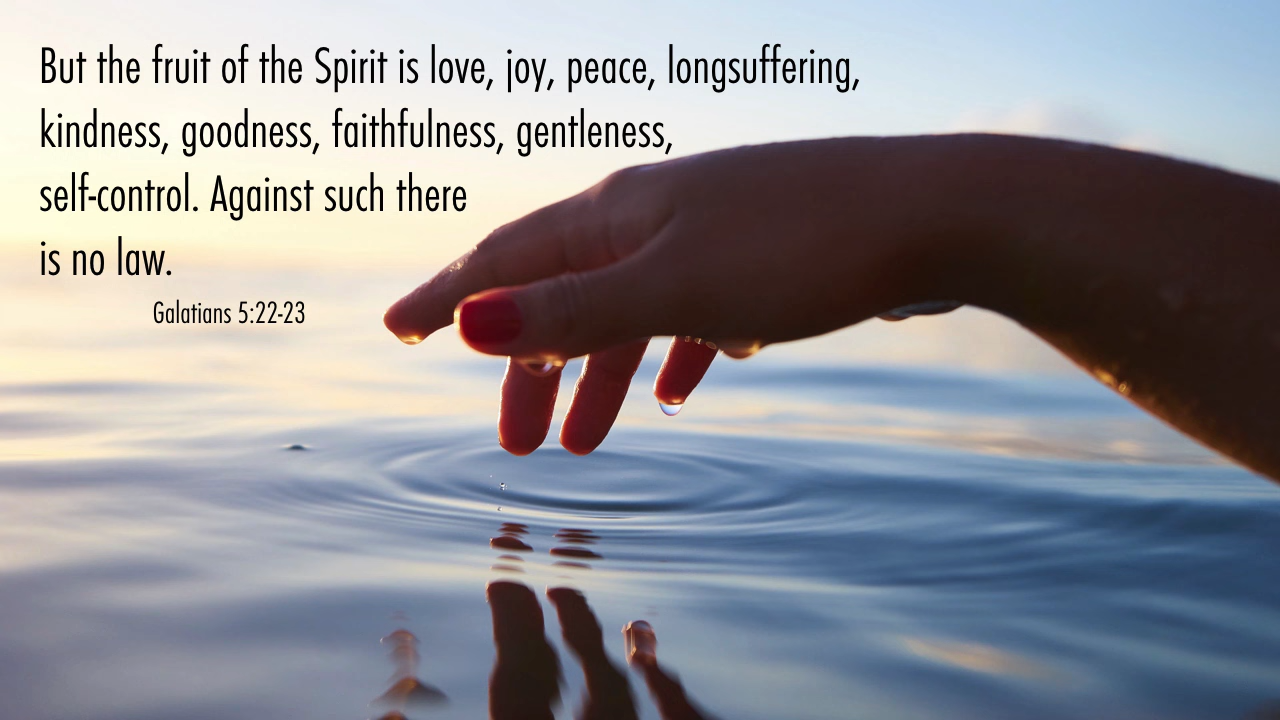 But the fruit of the Spirit is love, joy, peace, longsuffering,
kindness, goodness, faithfulness, gentleness,
self-control. Against such there
is no law.
Galatians 5:22-23